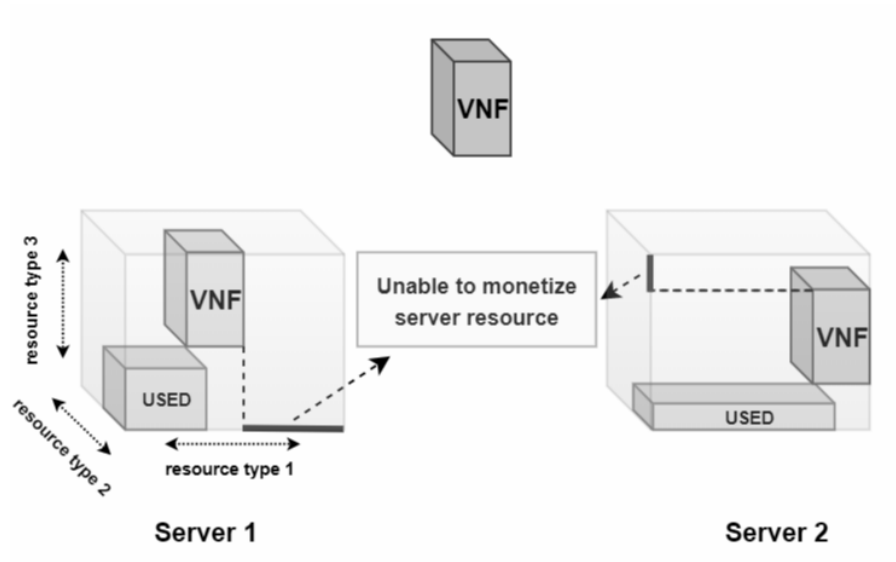 VNF
resource type 3
VNF
Unable to monetize
server resource
VNF
USED
USED
resource type 2
resource type 1
Server 1
Server 2